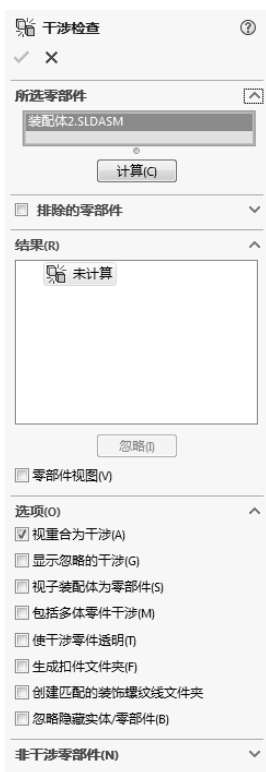 干涉检查
所选零部件
装配体2.SLDASM
计算(C)
排除的零部件
结果(R)
未计算
忽略(I)
零部件视图(V)
选项(O)
视重合为干涉(A)
显示忽略的干涉(G)
视子装配体为零部件(S)
包括多体零件干涉(M)
使干涉零件透明(T)
生成扣件文件夹(F)
创建匹配的装饰螺纹线文件夹
忽略隐藏实体/零部件(B)
非干涉零部件(N)